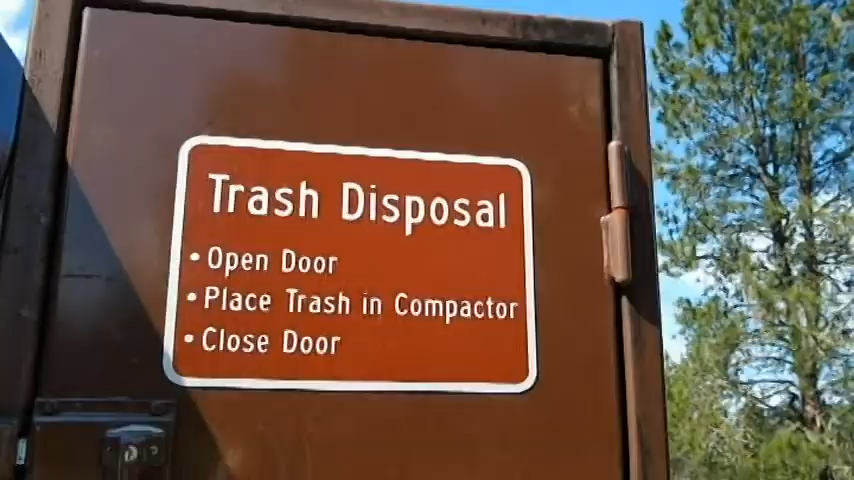 Trash Disposal
• Open Door
• Place Trash in Compactor
• Close Door